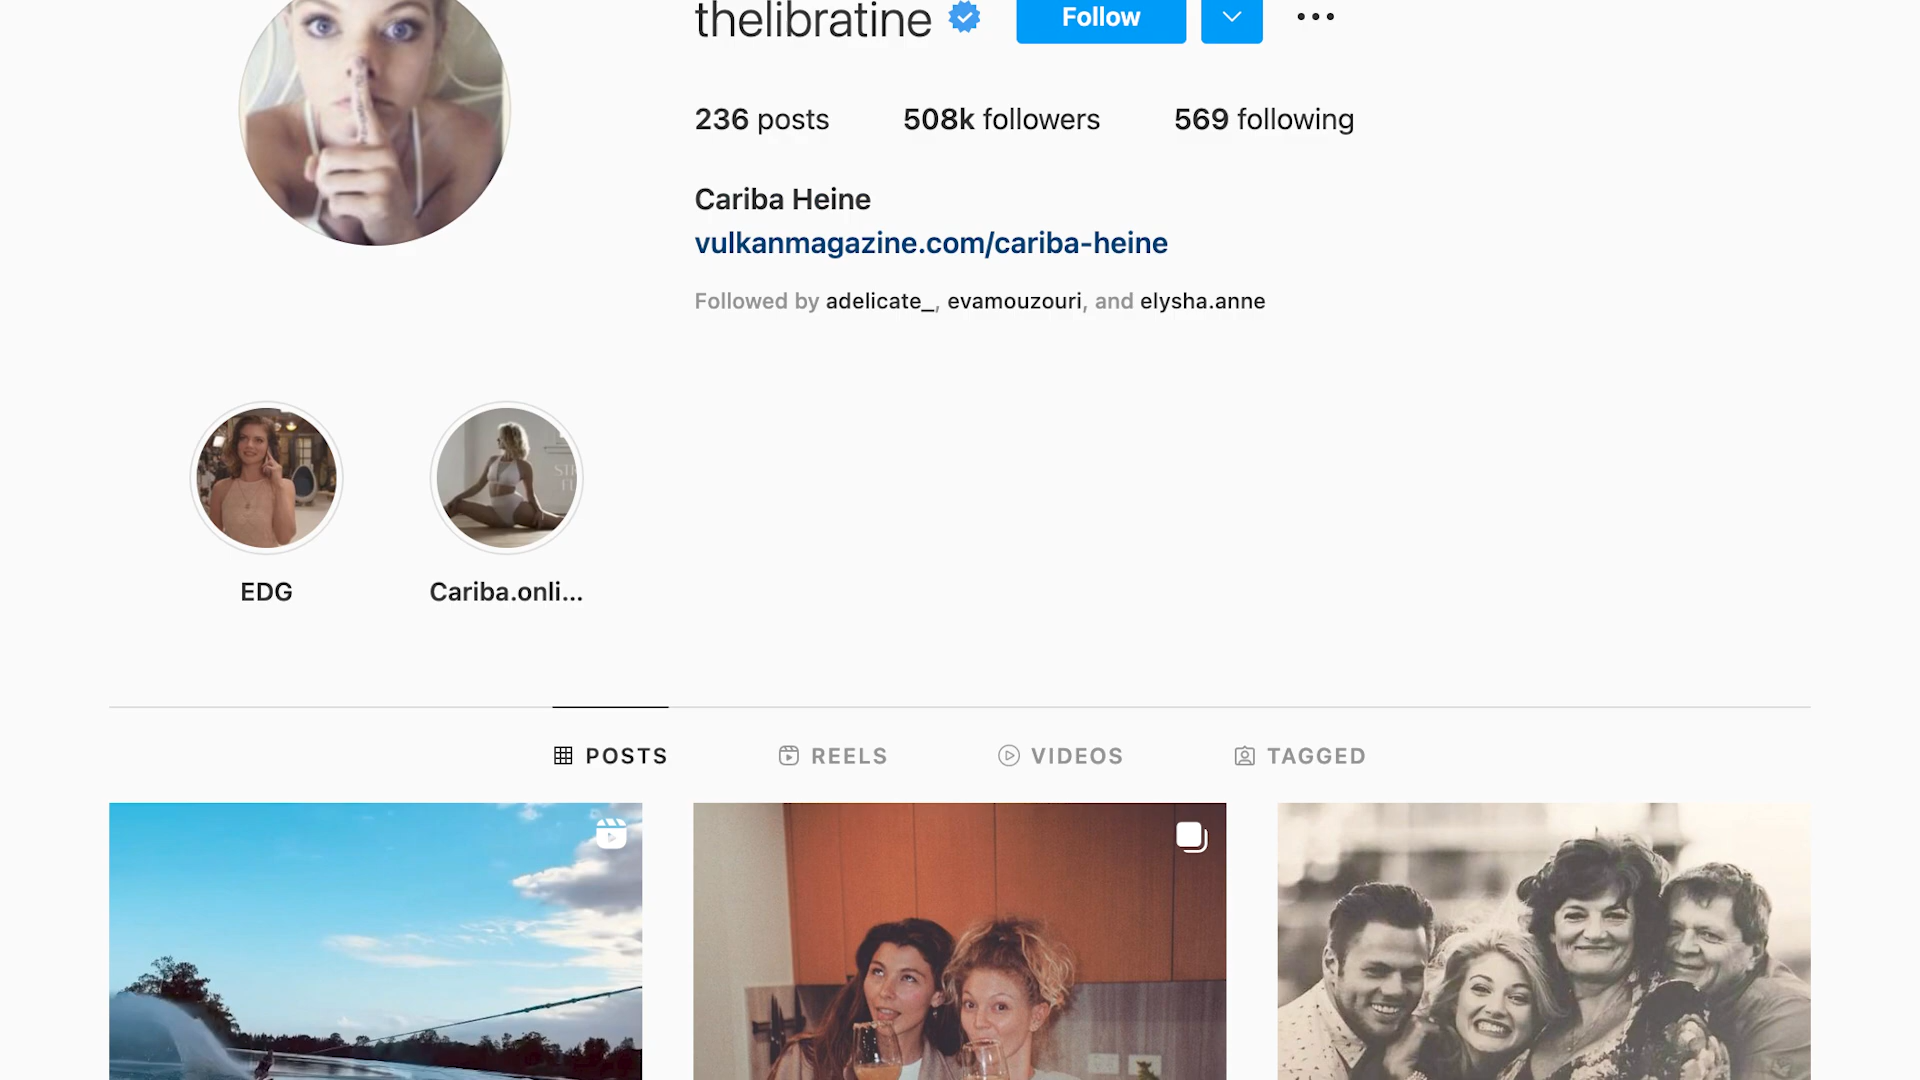 thelibratine
Follow
236 posts 508k followers 569 following
Cariba Heine
vulkanmagazine.com/cariba-heine
Followed by adelicate_, evamouzouri, and elysha.anne
EDG Cariba.onli...
POSTS REELS VIDEOS TAGGED